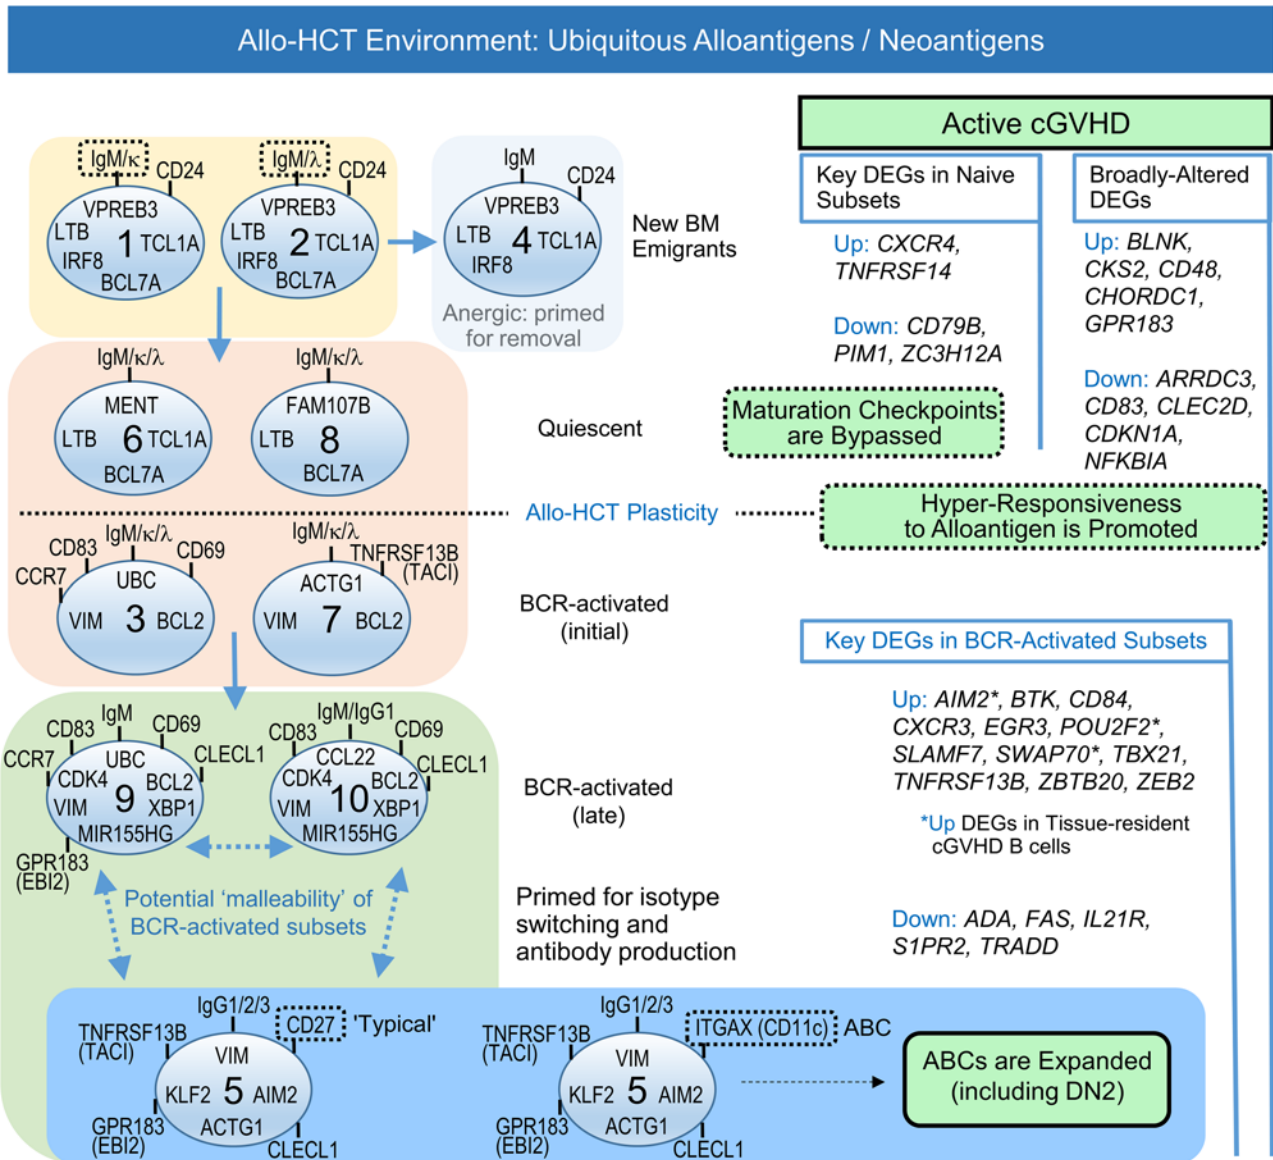 Allo-HCT Environment: Ubiquitous Alloantigens / Neoantigens
IgM/κ
CD24
VPREB3
LTB
1
TCL1A
IRF8
BCL7A
IgM/λ
CD24
VPREB3
LTB
2
TCL1A
IRF8
BCL7A
IgM
CD24
VPREB3
LTB
4
TCL1A
IRF8
Anergic: primed
for removal
New BM
Emigrants
IgM/κ/λ
MENT
LTB
6
TCL1A
BCL7A
IgM/κ/λ
FAM107B
LTB
8
BCL7A
Quiescent
Allo-HCT Plasticity
IgM/κ/λ
CD83
CD69
CCR7
UBC
VIM
3
BCL2
IgM/κ/λ
TNFRSF13B
(TACI)
ACTG1
VIM
7
BCL2
BCR-activated
(initial)
IgM
CD83
CD69
CCR7
CLECL1
UBC
CDK4
BCL2
VIM
9
XBP1
MIR155HG
GPR183
(EBI2)
IgM/IgG1
CD83
CD69
CLECL1
CCL22
CDK4
BCL2
VIM
10
XBP1
MIR155HG
BCR-activated
(late)
Potential ‘malleability’ of
BCR-activated subsets
Primed for isotype
switching and
antibody production
IgG1/2/3
TNFRSF13B
(TACI)
CD27
'Typical'
VIM
KLF2
5
AIM2
ACTG1
GPR183
(EBI2)
CLECL1
IgG1/2/3
TNFRSF13B
(TACI)
ITGAX (CD11c)
ABC
VIM
KLF2
5
AIM2
ACTG1
GPR183
(EBI2)
CLECL1
Active cGVHD
Key DEGs in Naive
Subsets
Up: CXCR4,
TNFRSF14
Down: CD79B,
PIM1, ZC3H12A
Maturation Checkpoints
are Bypassed
Broadly-Altered
DEGs
Up: BLNK,
CKS2, CD48,
CHORDC1,
GPR183
Down: ARRDC3,
CD83, CLEC2D,
CDKN1A,
NFKBIA
Hyper-Responsiveness
to Alloantigen is Promoted
Key DEGs in BCR-Activated Subsets
Up: AIM2*, BTK, CD84,
CXCR3, EGR3, POU2F2*,
SLAMF7, SWAP70*, TBX21,
TNFRSF13B, ZBTB20, ZEB2
*Up DEGs in Tissue-resident
cGVHD B cells
Down: ADA, FAS, IL21R,
S1PR2, TRADD
ABCs are Expanded
(including DN2)